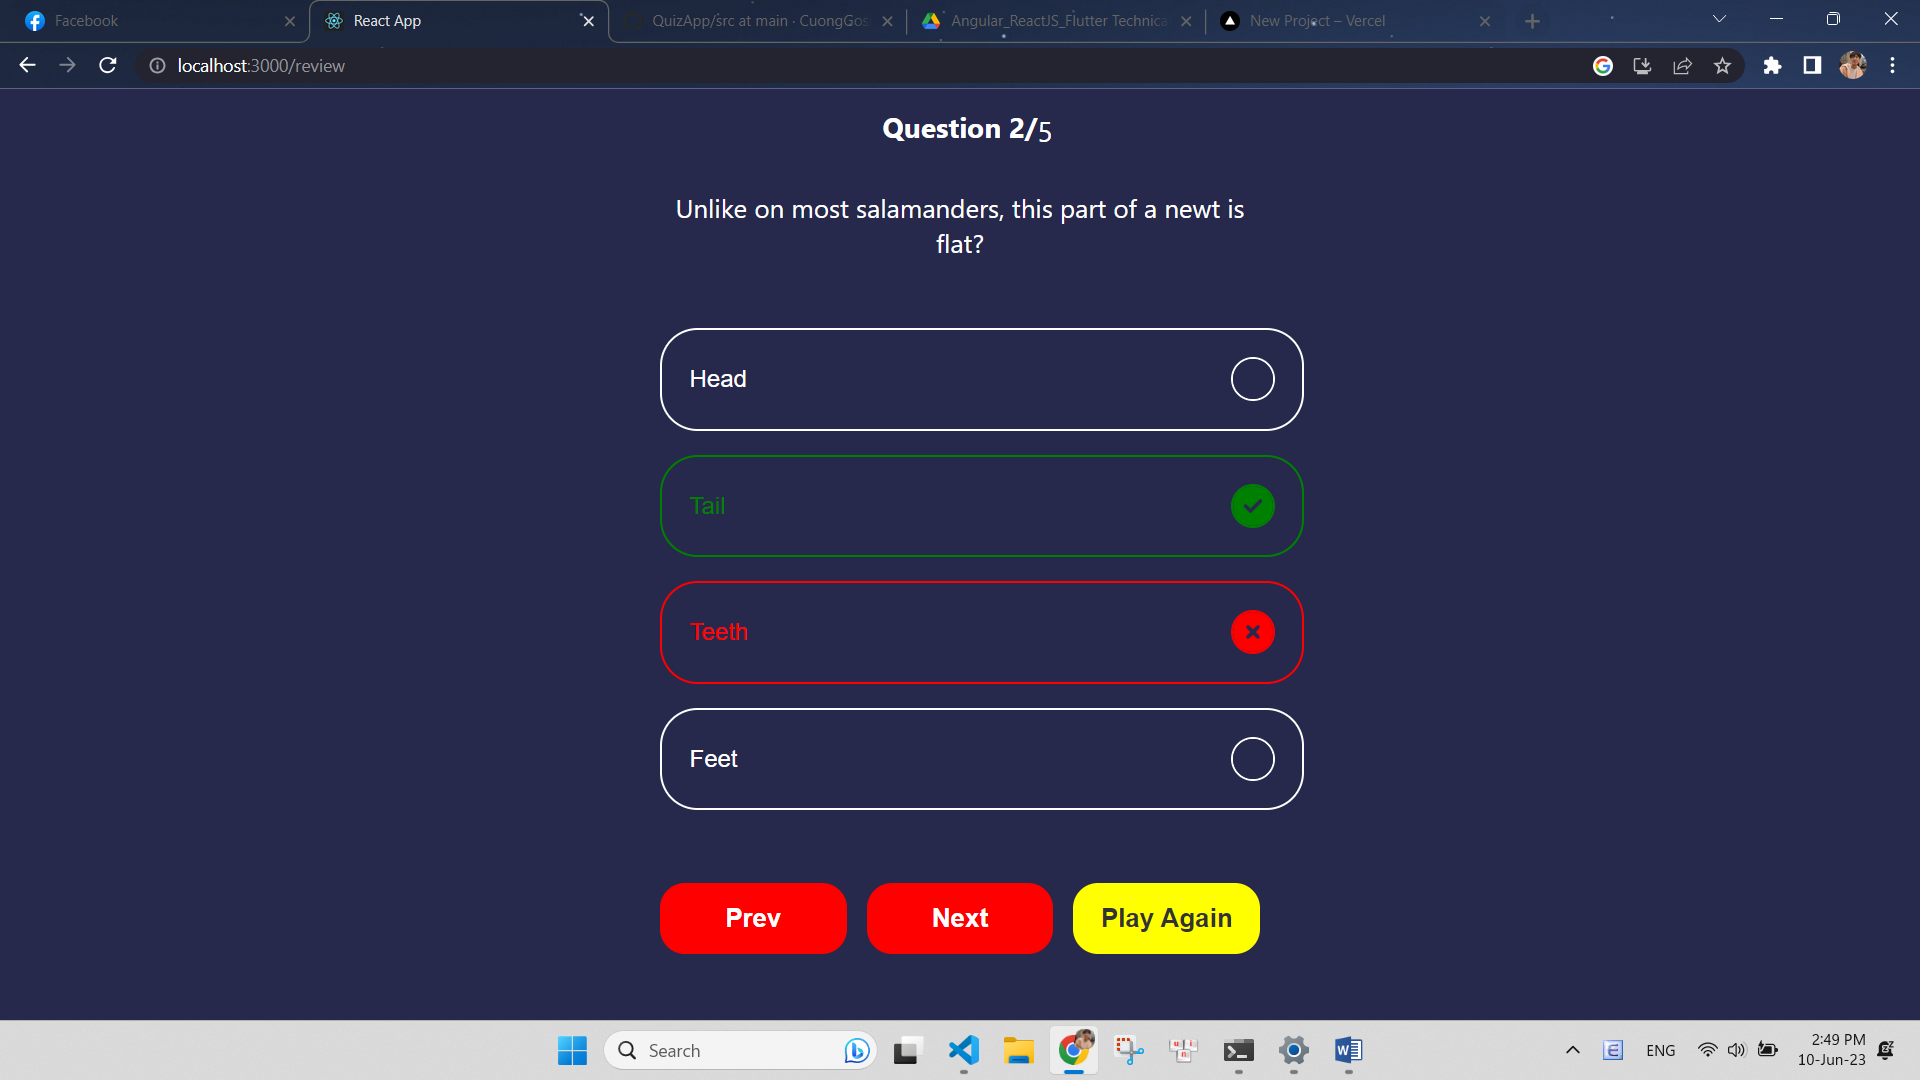 Facebook
React App
QuizApp/src at main · CuongGos
Angular_ReactJS_Flutter Technica
New Project – Vercel
localhost:3000/review
Question 2/5
Unlike on most salamanders, this part of a newt is
flat?
Head
Tail
Teeth
Feet
Prev Next Play Again
Search
ENG
2:49 PM
10-Jun-23